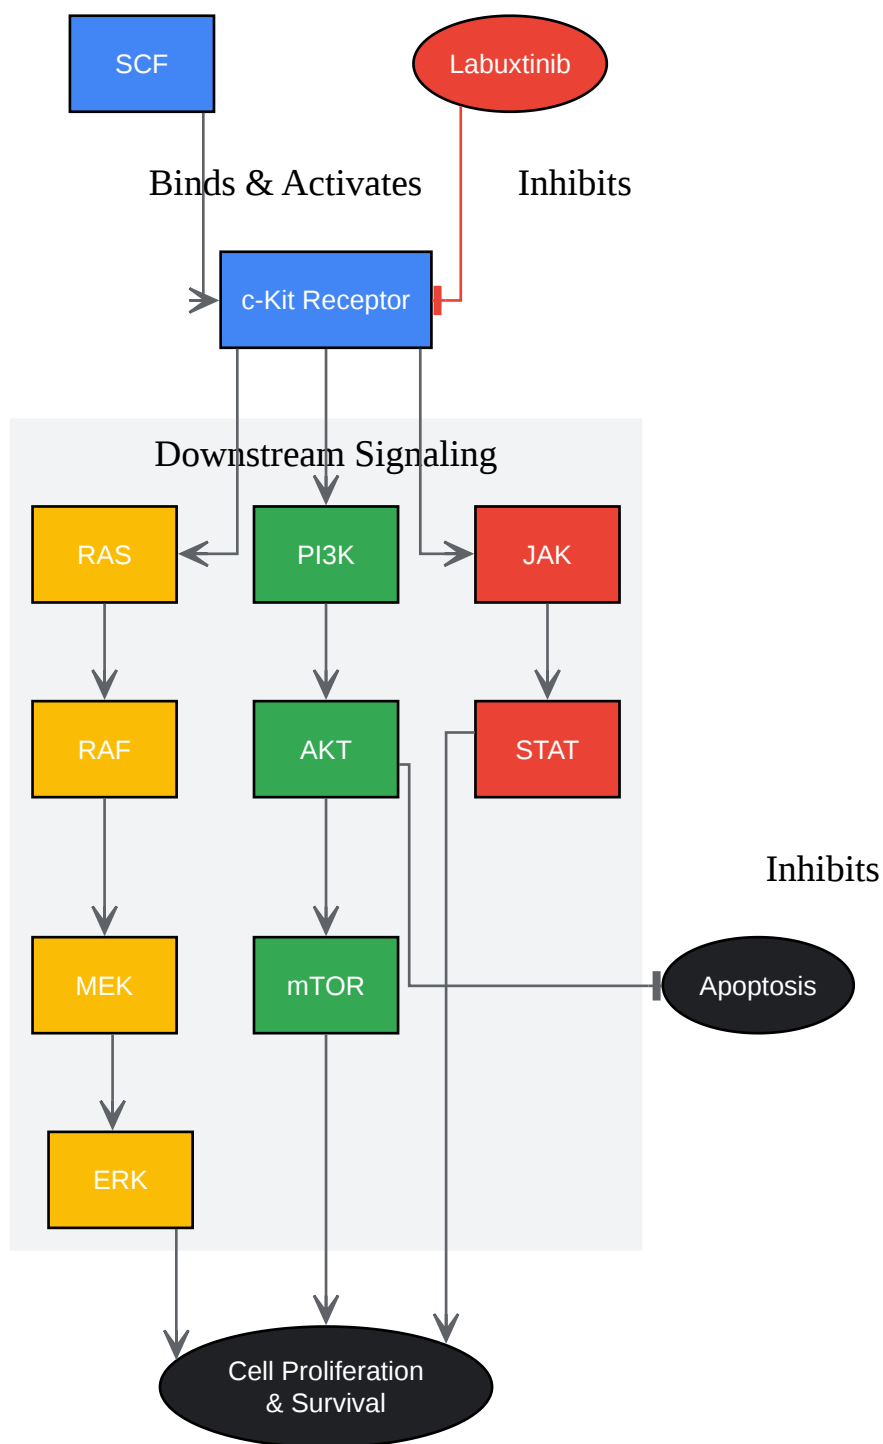 SCF
Labuxtinib
Binds & Activates
Inhibits
c-Kit Receptor
Downstream Signaling
RAS
PI3K
JAK
RAF
AKT
STAT
Inhibits
MEK
mTOR
Apoptosis
ERK
Cell Proliferation
& Survival